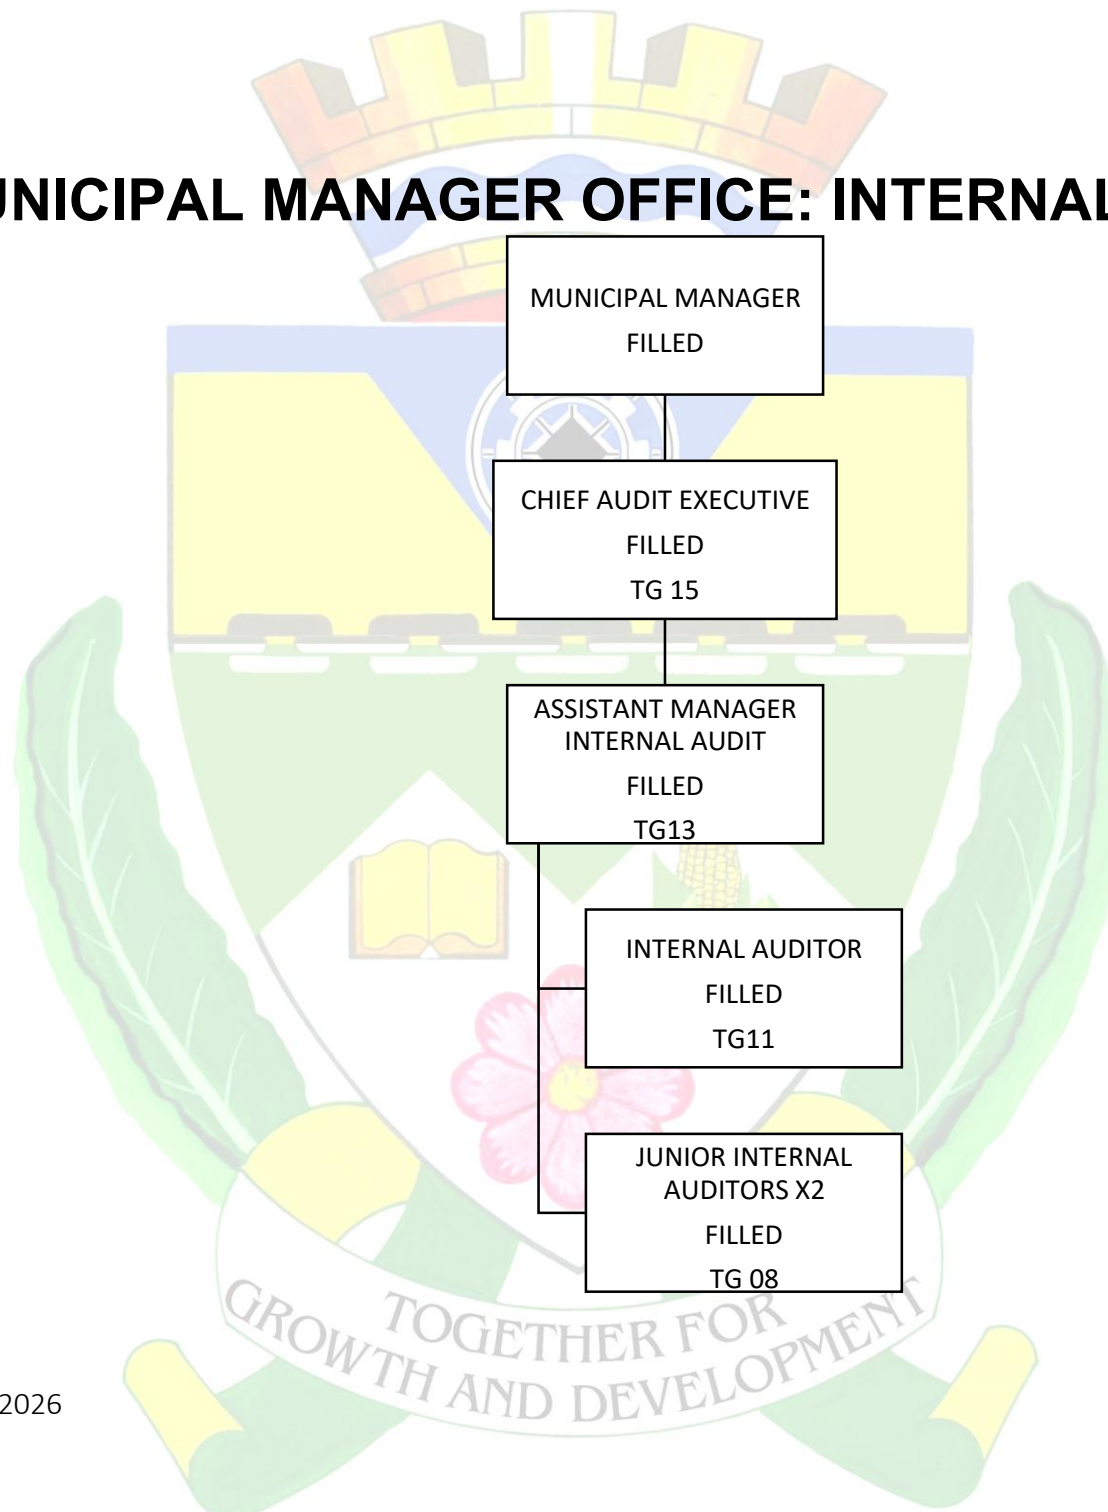 UNICIPAL MANAGER OFFICE: INTERNAL
MUNICIPAL MANAGER
FILLED
CHIEF AUDIT EXECUTIVE
FILLED
TG 15
ASSISTANT MANAGER
INTERNAL AUDIT
FILLED
TG13
INTERNAL AUDITOR
FILLED
TG11
JUNIOR INTERNAL
AUDITORS X2
FILLED
TG 08
TOGETHER FOR
GROWTH AND DEVELOPMENT
2026